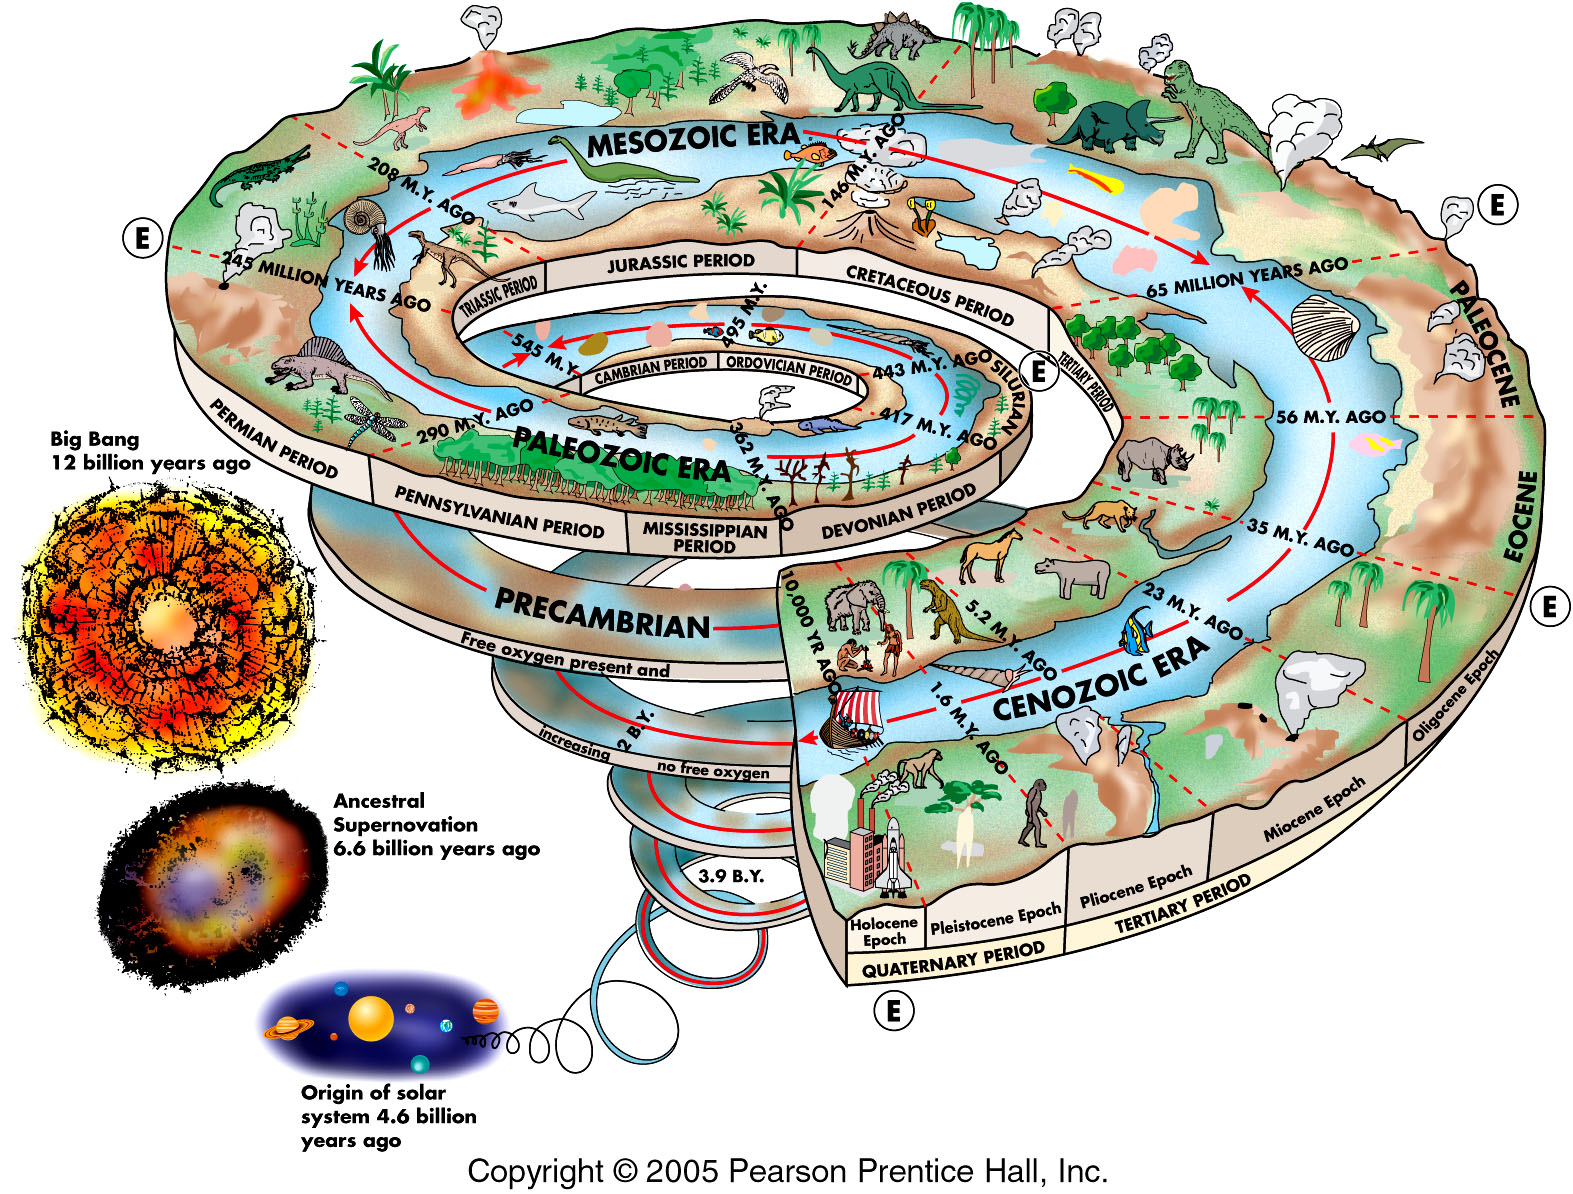 MESOZOIC ERA
208 M.Y. AGO
146 M.Y. AGO
E
E
245 MILLION YEARS AGO
65 MILLION YEARS AGO
TRIASSIC PERIOD
JURASSIC PERIOD
CRETACEOUS PERIOD
TERTIARY PERIOD
PALEOCENE
545 M.Y.
495 M.Y.
CAMBRIAN PERIOD
ORDOVICIAN PERIOD
443 M.Y. AGO
SILURIAN
E
417 M.Y. AGO
56 M.Y. AGO
290 M.Y. AGO
PALEOZOIC ERA
362 M.Y. AGO
PERMIAN PERIOD
PENNSYLVANIAN PERIOD
MISSISSIPPIAN
PERIOD
DEVONIAN PERIOD
35 M.Y. AGO
EOCENE
E
Big Bang
12 billion years ago
PRECAMBRIAN
Free oxygen present and
increasing
2 B.Y.
no free oxygen
3.9 B.Y.
10,000 YR AGO
5.2 M.Y. AGO
23 M.Y. AGO
1.6 M.Y. AGO
CENOZOIC ERA
Oligocene Epoch
Miocene Epoch
Pliocene Epoch
Pleistocene Epoch
Holocene
Epoch
TERTIARY PERIOD
QUATERNARY PERIOD
E
Ancestral
Supernovation
6.6 billion years ago
Origin of solar
system 4.6 billion
years ago
Copyright © 2005 Pearson Prentice Hall, Inc.